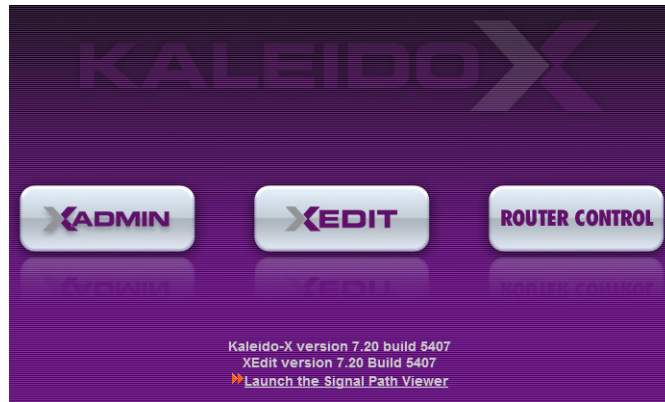 KALEIDOX
XADMIN
XEDIT
ROUTER CONTROL
Kaleido-X version 7.20 build 5407
XEdit version 7.20 Build 5407
Launch the Signal Path Viewer